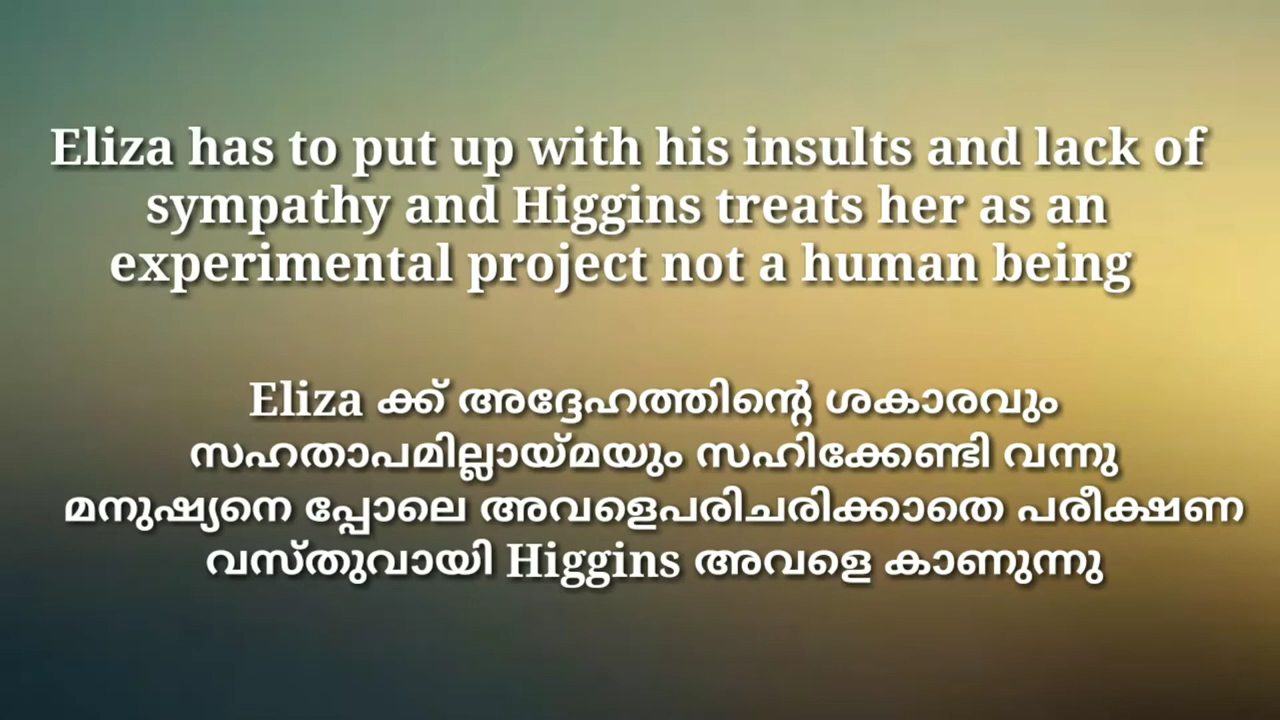 Eliza has to put up with his insults and lack of
sympathy and Higgins treats her as an
experimental project not a human being
Eliza ക്ക് അദ്ദേഹത്തിന്റെ ശകാരവും
സഹതാപമില്ലായ്മയും സഹിക്കേണ്ടി വന്നു
മനുഷ്യനെ പ്പോലെ അവളെപരിചരിക്കാതെ പരീക്ഷണ
വസ്തുവായി Higgins അവളെ കാണുന്നു